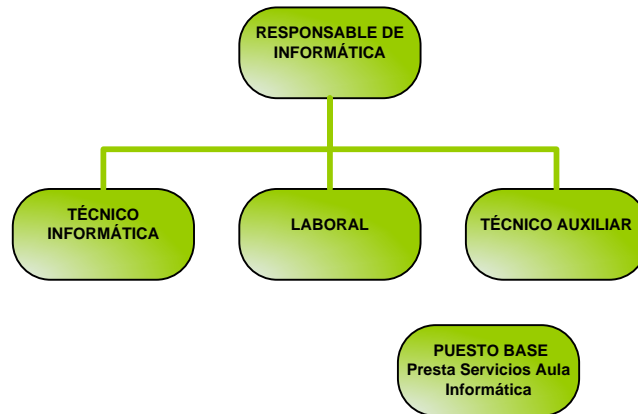 RESPONSABLE DE
INFORMÁTICA
TÉCNICO
INFORMÁTICA
LABORAL
TÉCNICO AUXILIAR
PUESTO BASE
Presta Servicios Aula
Informática